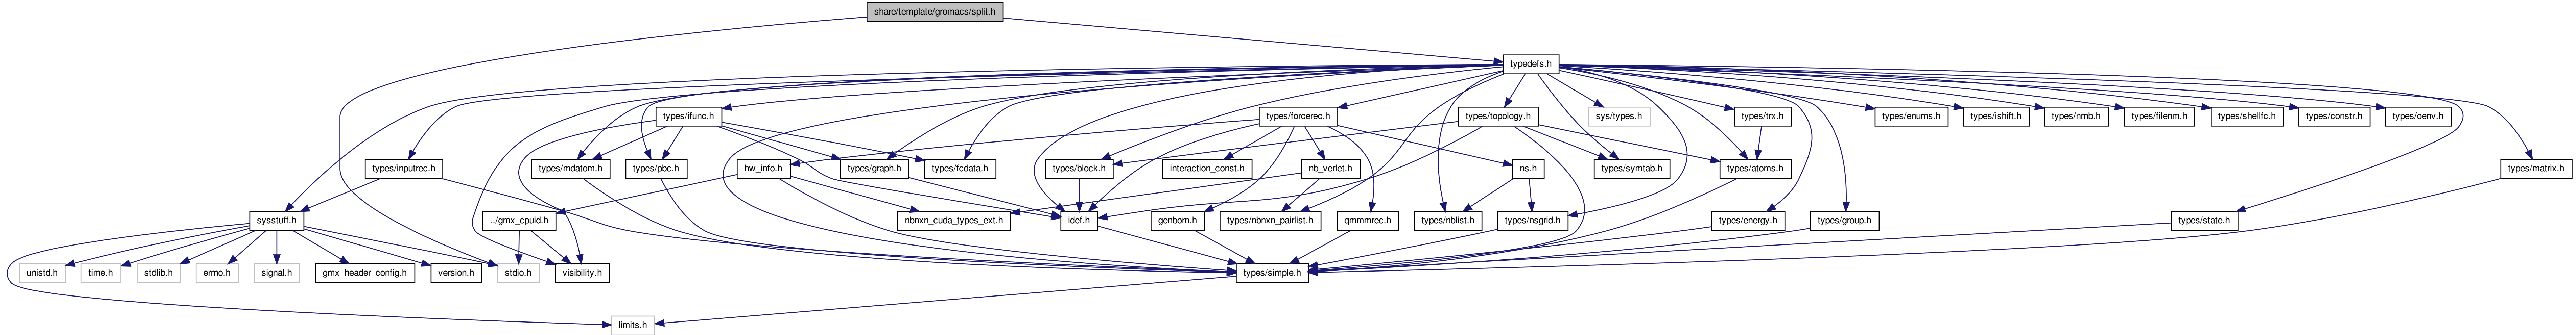 share/template/gromacs/split.h
typedefs.h
types/ifunc.h
types/forcerec.h
types/topology.h
sys/types.h
types/trx.h
types/enums.h
types/ishift.h
types/nrnb.h
types/filenm.h
types/shellfc.h
types/constr.h
types/oenv.h
types/inputrec.h
types/mdatom.h
types/pbc.h
hw_info.h
types/graph.h
types/fcdata.h
types/block.h
interaction_const.h
nb_verlet.h
ns.h
types/symtab.h
types/atoms.h
types/matrix.h
sysstuff.h
../gmx_cpuid.h
nbnxn_cuda_types_ext.h
idef.h
genborn.h
types/nbnxn_pairlist.h
qmmmrec.h
types/nblist.h
types/nsgrid.h
types/energy.h
types/group.h
types/state.h
unistd.h
time.h
stdlib.h
errno.h
signal.h
gmx_header_config.h
version.h
stdio.h
visibility.h
types/simple.h
limits.h